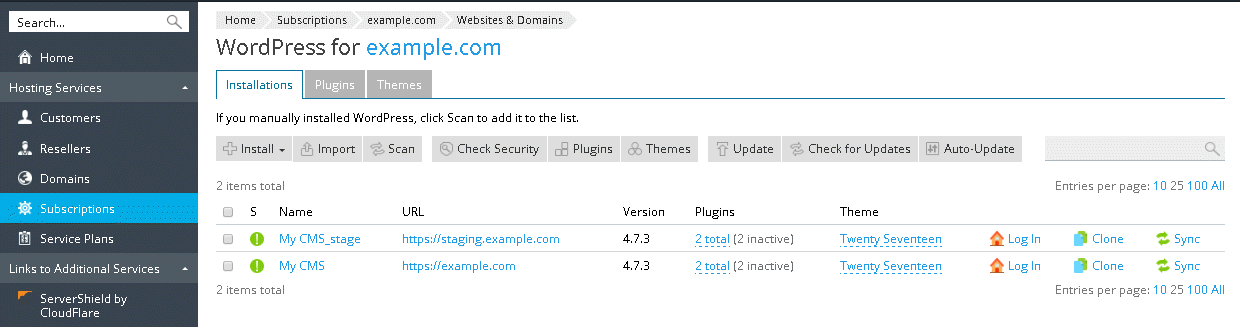 Search...
Home
Hosting Services
Customers
Resellers
Domains
Subscriptions
Service Plans
Links to Additional Services
ServerShield by
CloudFlare
Home Subscriptions example.com Websites & Domains
WordPress for example.com
Installations Plugins Themes
If you manually installed WordPress, click Scan to add it to the list.
Install Import Scan Check Security Plugins Themes Update Check for Updates Auto-Update
2 items total Entries per page: 10 25 100 All
S Name URL Version Plugins Theme
My CMS_stage https://staging.example.com 4.7.3 2 total (2 inactive) Twenty Seventeen Log In Clone Sync
My CMS https://example.com 4.7.3 2 total (2 inactive) Twenty Seventeen Log In Clone Sync
2 items total Entries per page: 10 25 100 All